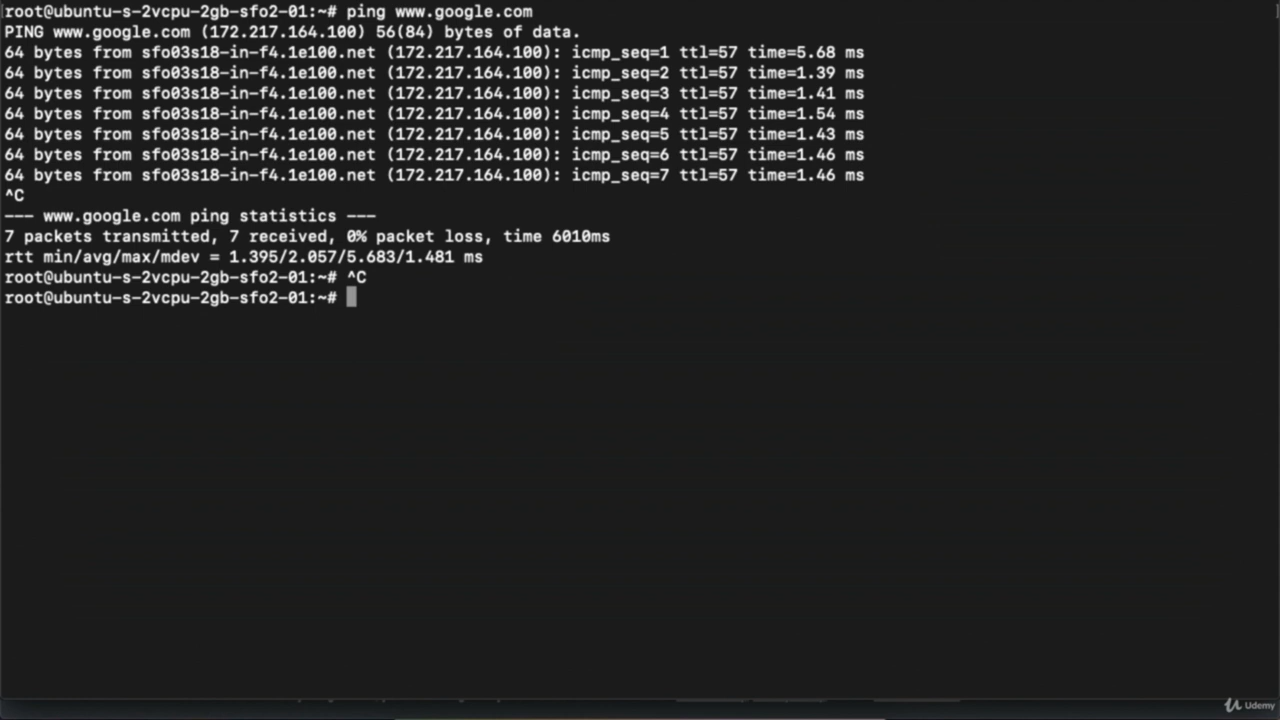 root@ubuntu-s-2vcpu-2gb-sfo2-01:~# ping www.google.com
PING www.google.com (172.217.164.100) 56(84) bytes of data.
64 bytes from sfo03s18-in-f4.1e100.net (172.217.164.100): icmp_seq=1 ttl=57 time=5.68 ms
64 bytes from sfo03s18-in-f4.1e100.net (172.217.164.100): icmp_seq=2 ttl=57 time=1.39 ms
64 bytes from sfo03s18-in-f4.1e100.net (172.217.164.100): icmp_seq=3 ttl=57 time=1.41 ms
64 bytes from sfo03s18-in-f4.1e100.net (172.217.164.100): icmp_seq=4 ttl=57 time=1.54 ms
64 bytes from sfo03s18-in-f4.1e100.net (172.217.164.100): icmp_seq=5 ttl=57 time=1.43 ms
64 bytes from sfo03s18-in-f4.1e100.net (172.217.164.100): icmp_seq=6 ttl=57 time=1.46 ms
64 bytes from sfo03s18-in-f4.1e100.net (172.217.164.100): icmp_seq=7 ttl=57 time=1.46 ms
^C
--- www.google.com ping statistics ---
7 packets transmitted, 7 received, 0% packet loss, time 6010ms
rtt min/avg/max/mdev = 1.395/2.057/5.683/1.481 ms
root@ubuntu-s-2vcpu-2gb-sfo2-01:~# ^C
root@ubuntu-s-2vcpu-2gb-sfo2-01:~#
Udemy